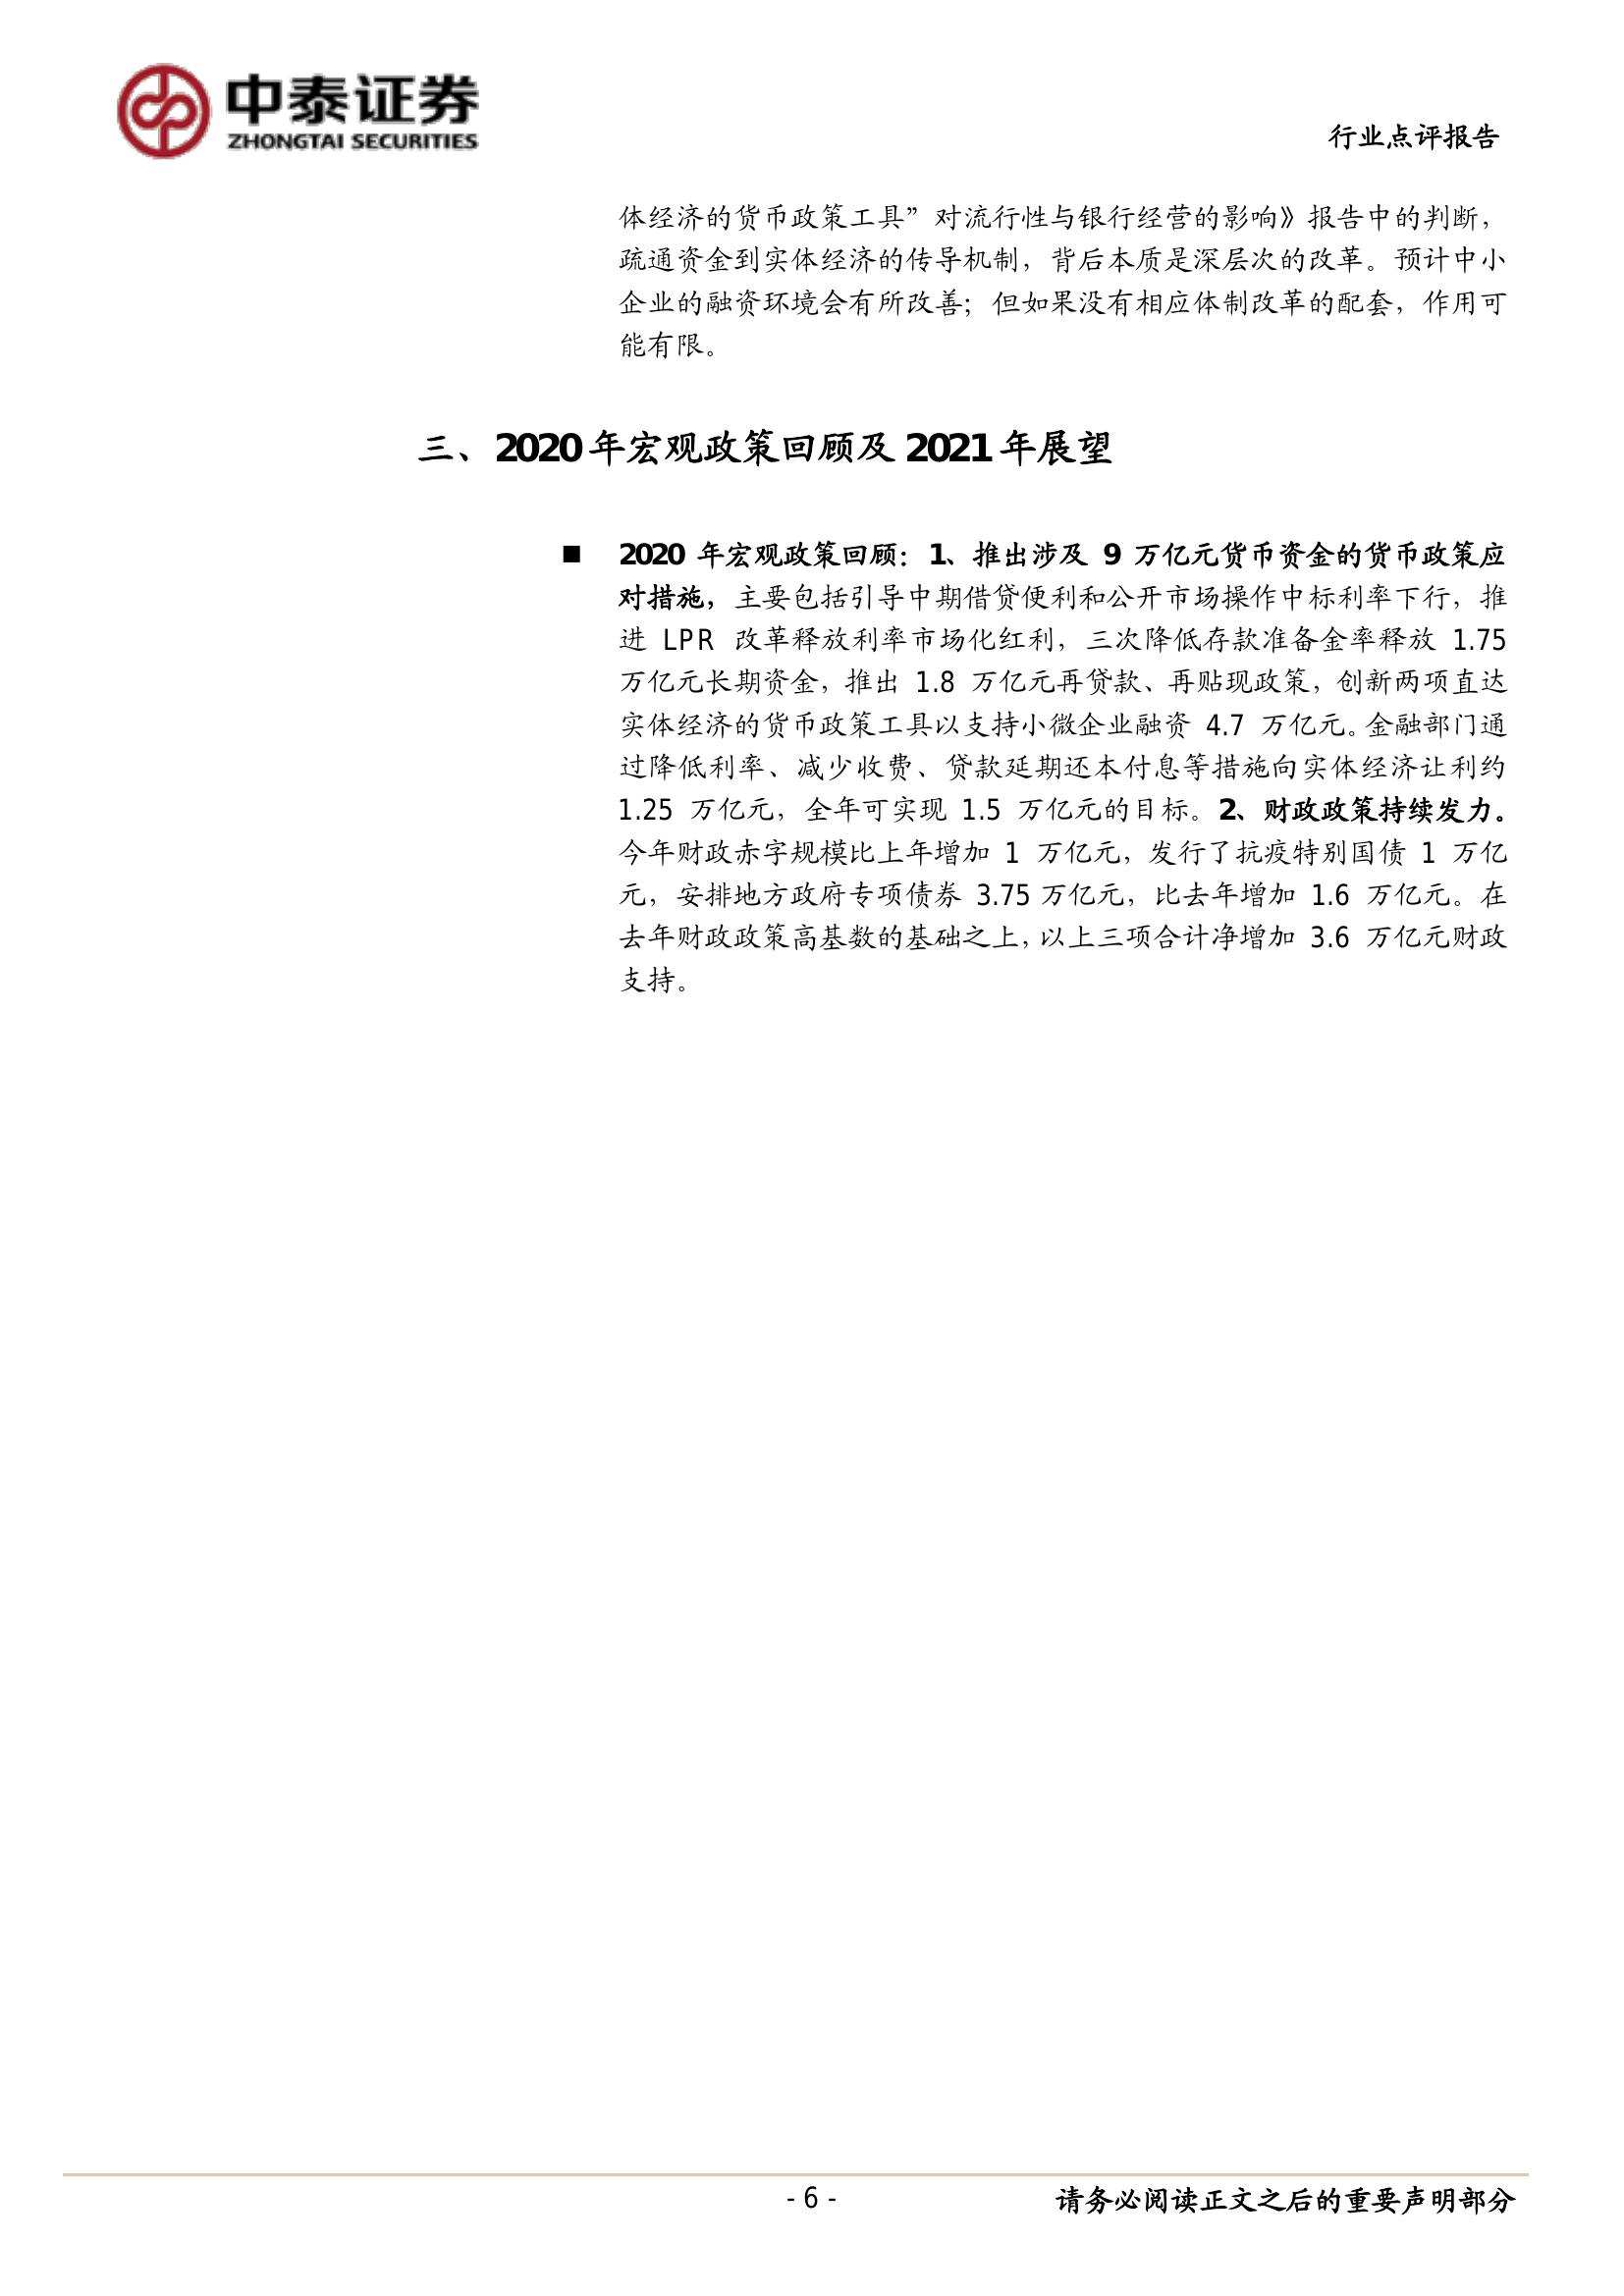 中泰证券
ZHONGTAI SECURITIES
行业点评报告
体经济的货币政策工具”对流行性与银行经营的影响》报告中的判断，
疏通资金到实体经济的传导机制，背后本质是深层次的改革。预计中小
企业的融资环境会有所改善；但如果没有相应体制改革的配套，作用可
能有限。
三、2020 年宏观政策回顾及 2021 年展望
■ 2020 年宏观政策回顾：1、推出涉及 9 万亿元货币资金的货币政策应
对措施，主要包括引导中期借贷便利和公开市场操作中标利率下行，推
进 LPR 改革释放利率市场化红利，三次降低存款准备金率释放 1.75
万亿元长期资金，推出 1.8 万亿元再贷款、再贴现政策，创新两项直达
实体经济的货币政策工具以支持小微企业融资 4.7 万亿元。金融部门通
过降低利率、减少收费、贷款延期还本付息等措施向实体经济让利约
1.25 万亿元，全年可实现 1.5 万亿元的目标。2、财政政策持续发力。
今年财政赤字规模比上年增加 1 万亿元，发行了抗疫特别国债 1 万亿
元，安排地方政府专项债券 3.75 万亿元，比去年增加 1.6 万亿元。在
去年财政政策高基数的基础之上，以上三项合计净增加 3.6 万亿元财政
支持。
- 6 -
请务必阅读正文之后的重要声明部分